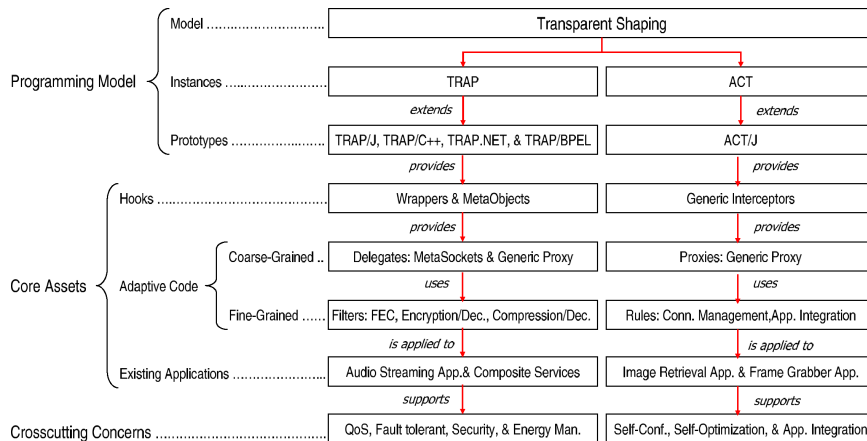 Model ..................
Transparent Shaping
Programming Model
Instances ..................
TRAP
ACT
extends
extends
Prototypes ..................
TRAP/J, TRAP/C++, TRAP.NET, & TRAP/BPEL
ACT/J
provides
provides
Hooks ..................
Wrappers & MetaObjects
Generic Interceptors
provides
provides
Coarse-Grained ..
Delegates: MetaSockets & Generic Proxy
Proxies: Generic Proxy
Core Assets
Adaptive Code
uses
uses
Fine-Grained ......
Filters: FEC, Encryption/Dec., Compression/Dec.
Rules: Conn. Management,App. Integration
is applied to
is applied to
Existing Applications ..................
Audio Streaming App.& Composite Services
Image Retrieval App. & Frame Grabber App.
supports
supports
Crosscutting Concerns ..................
QoS, Fault tolerant, Security, & Energy Man.
Self-Conf., Self-Optimization, & App. Integration